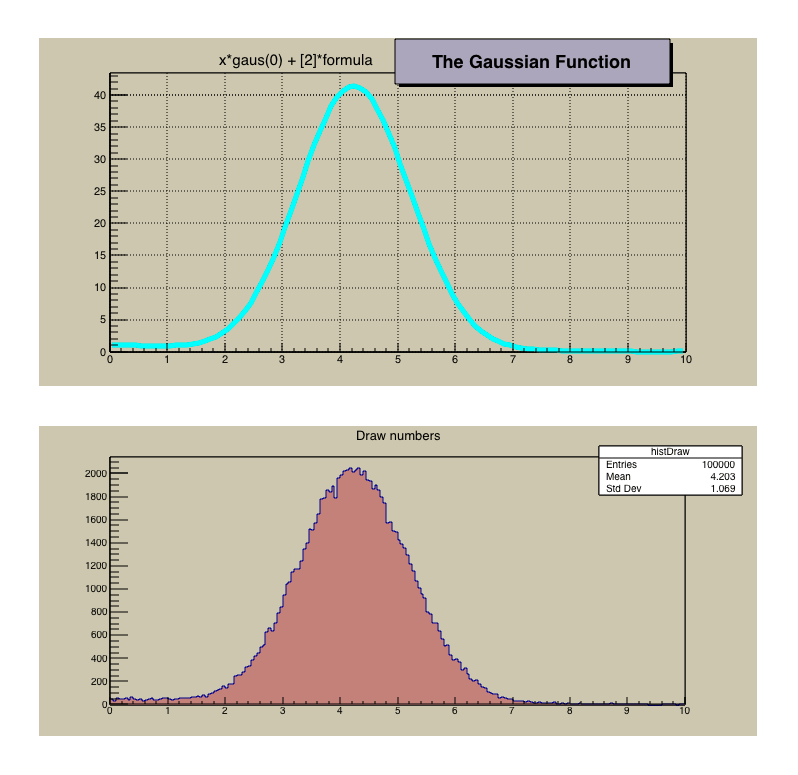 x*gaus(0) + [2]*formula
The Gaussian Function
40
35
30
25
20
15
10
5
0
0 1 2 3 4 5 6 7 8 9 10
Draw numbers
histDraw
Entries 100000
Mean 4.203
Std Dev 1.069
2000
1800
1600
1400
1200
1000
800
600
400
200
0
0 1 2 3 4 5 6 7 8 9 10